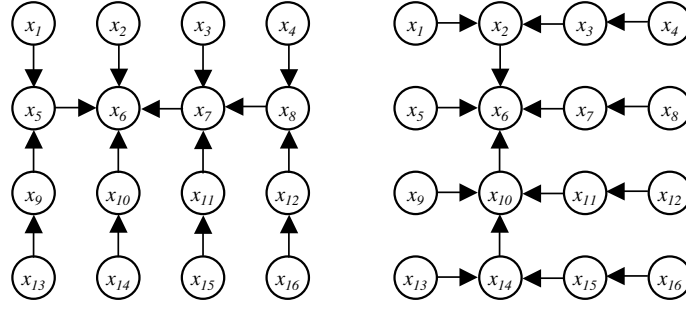 x1 x2 x3 x4 x1 x2 x3 x4
x5 x6 x7 x8 x5 x6 x7 x8
x9 x10 x11 x12 x9 x10 x11 x12
x13 x14 x15 x16 x13 x14 x15 x16